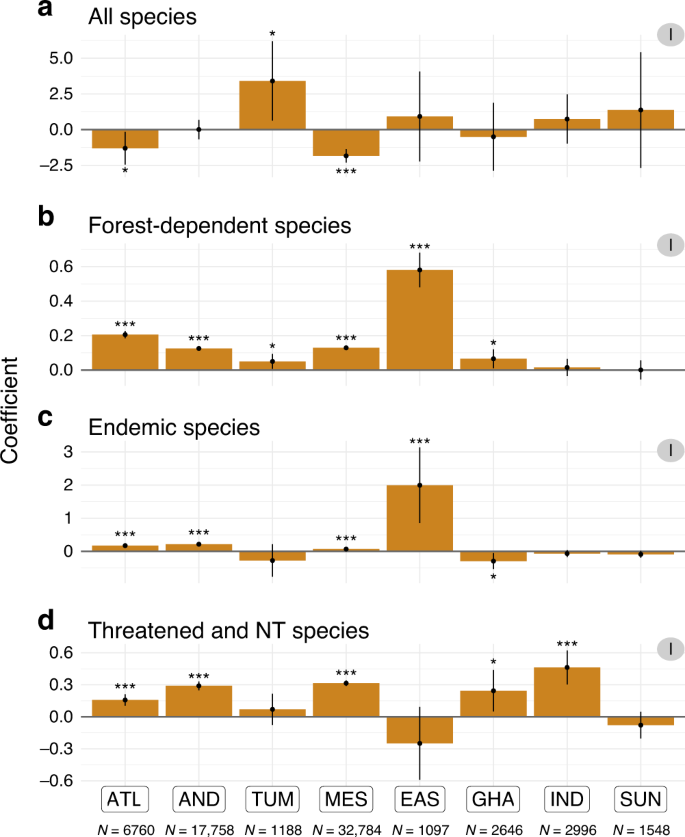 a
All species
I
5.0
2.5
0.0
−2.5
*
*
***
b
Forest-dependent species
I
0.6
0.4
0.2
0.0
***
***
*
***
***
*
Coefficient
c
Endemic species
I
3
2
1
0
***
***
***
***
*
d
Threatened and NT species
I
0.6
0.3
0.0
−0.3
−0.6
***
***
***
*
***
ATL AND TUM MES EAS GHA IND SUN
N = 6760 N = 17,758 N = 1188 N = 32,784 N = 1097 N = 2646 N = 2996 N = 1548